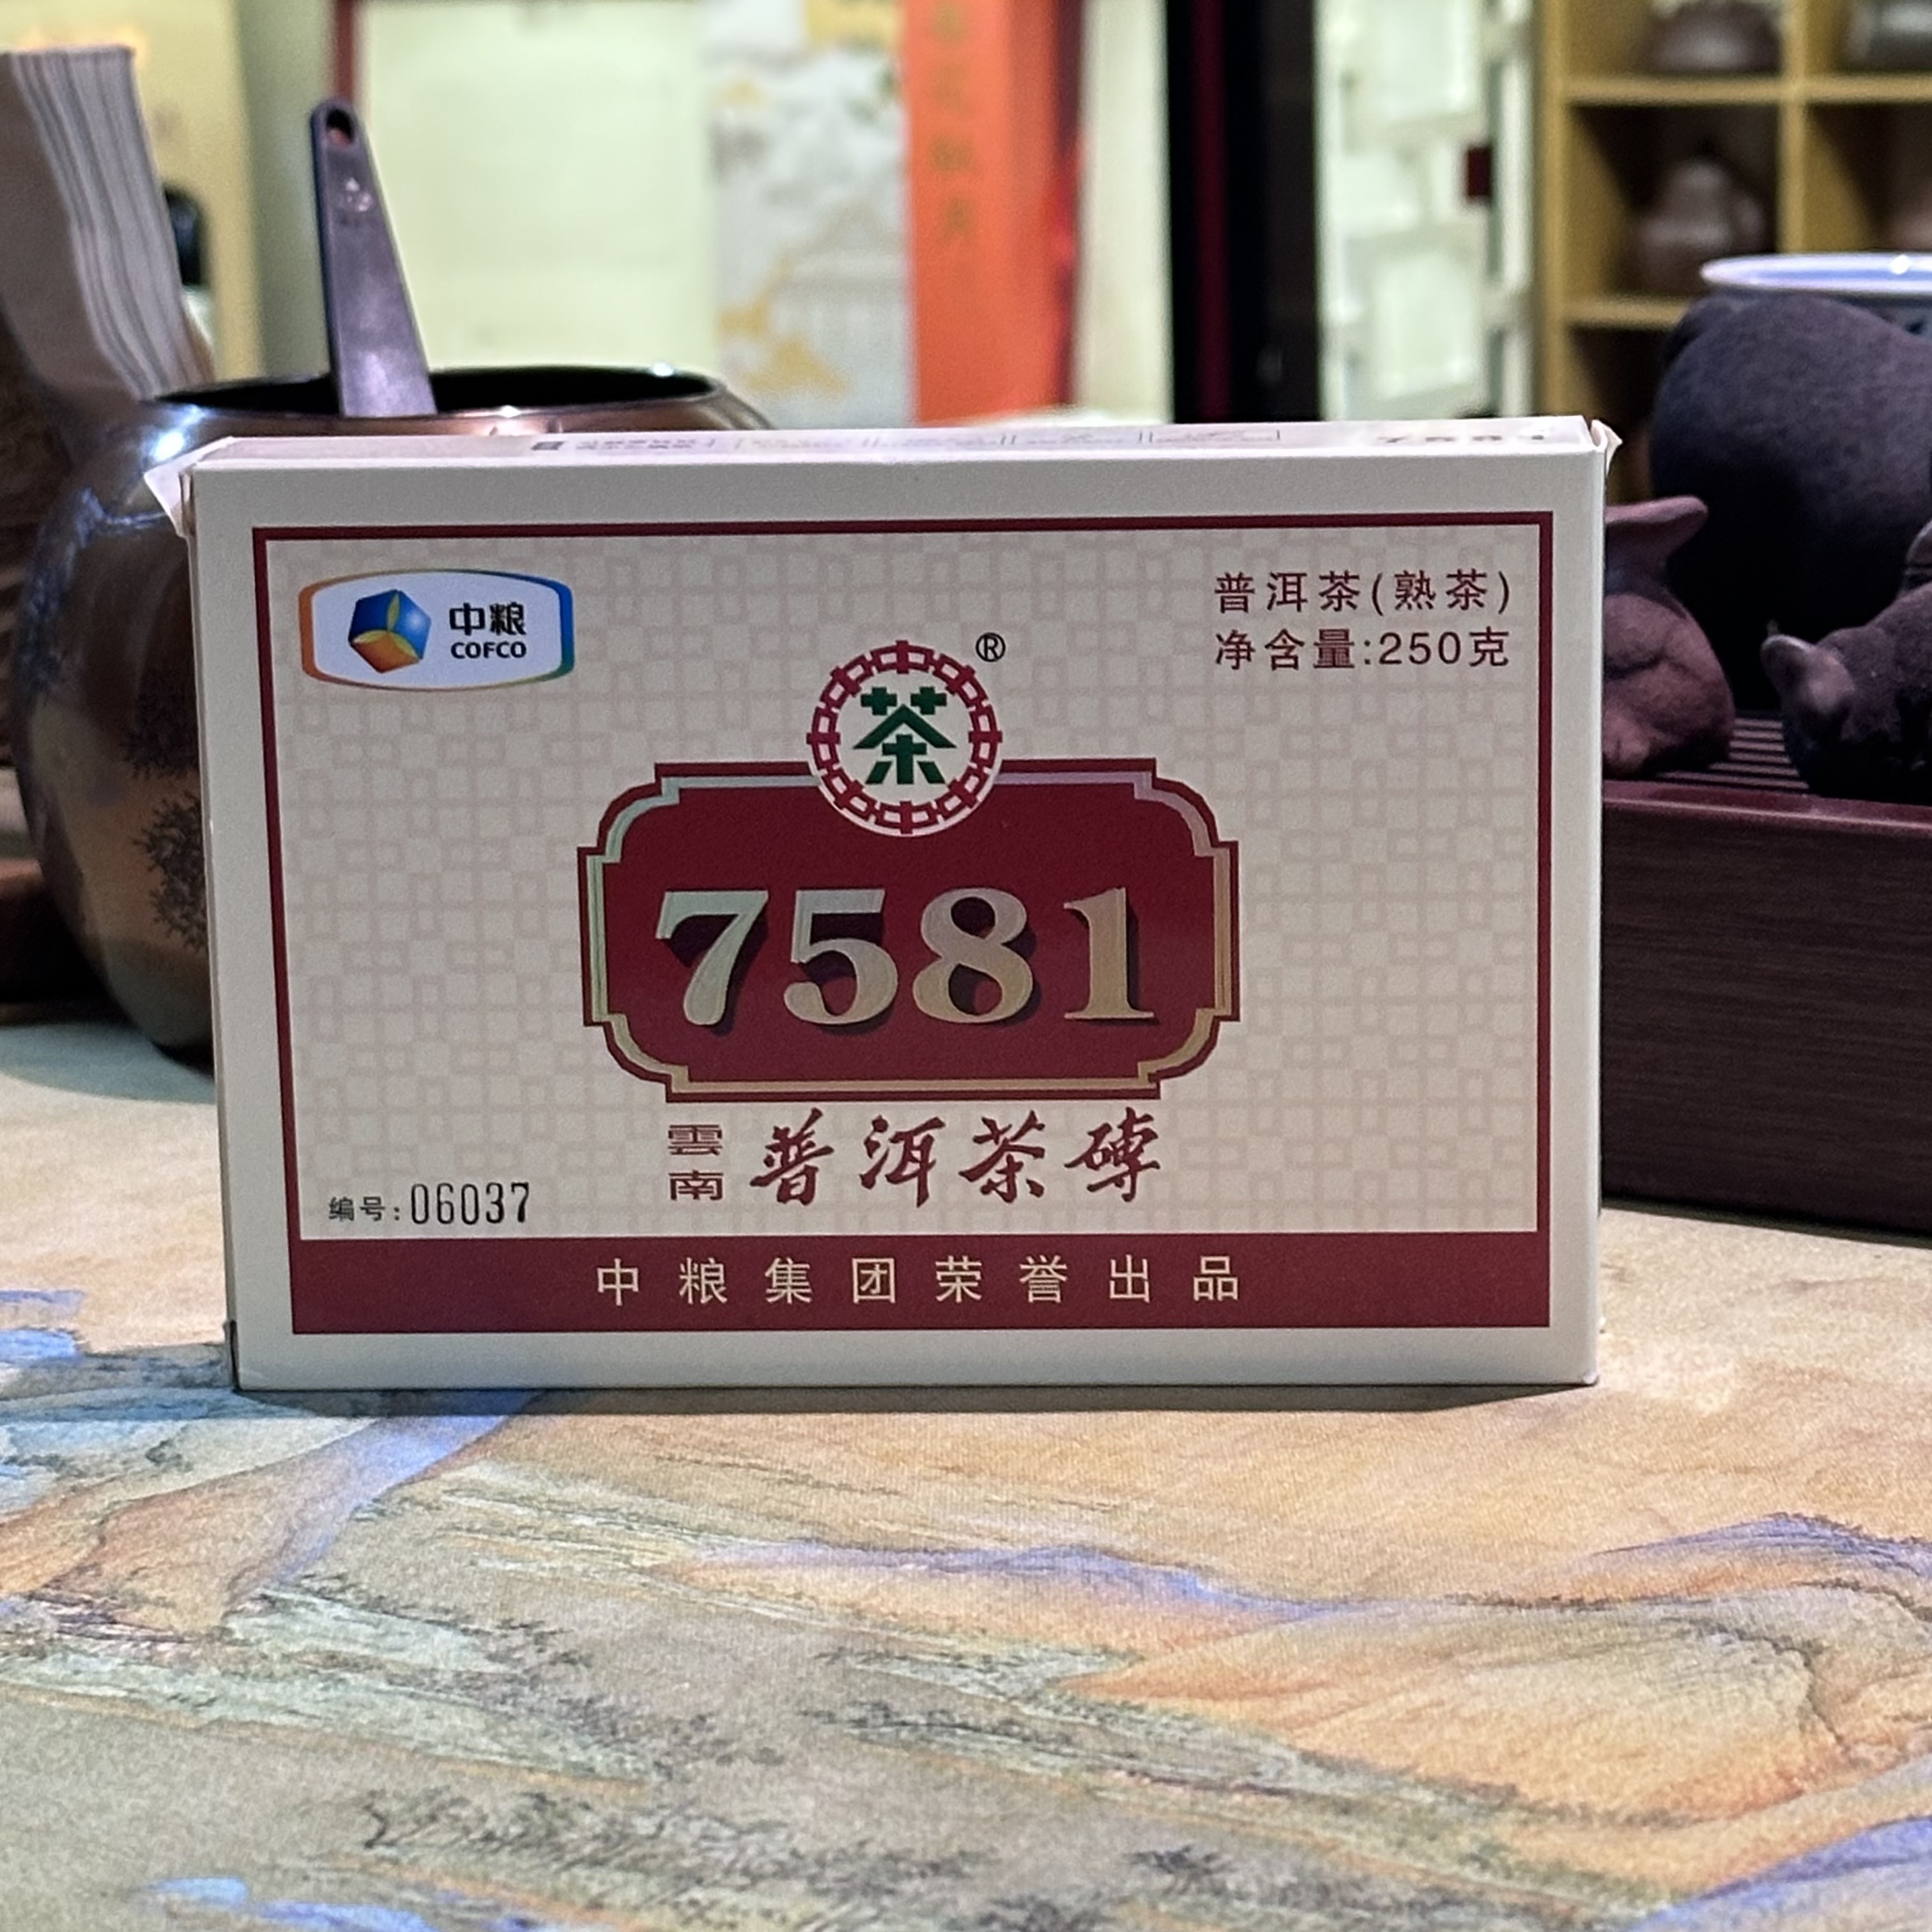 7581
中粮
COFCO
普洱茶(熟茶)
净含量:250克
®
茶
7581
雲南
普洱茶磚
编号:06037
中粮集团荣誉出品